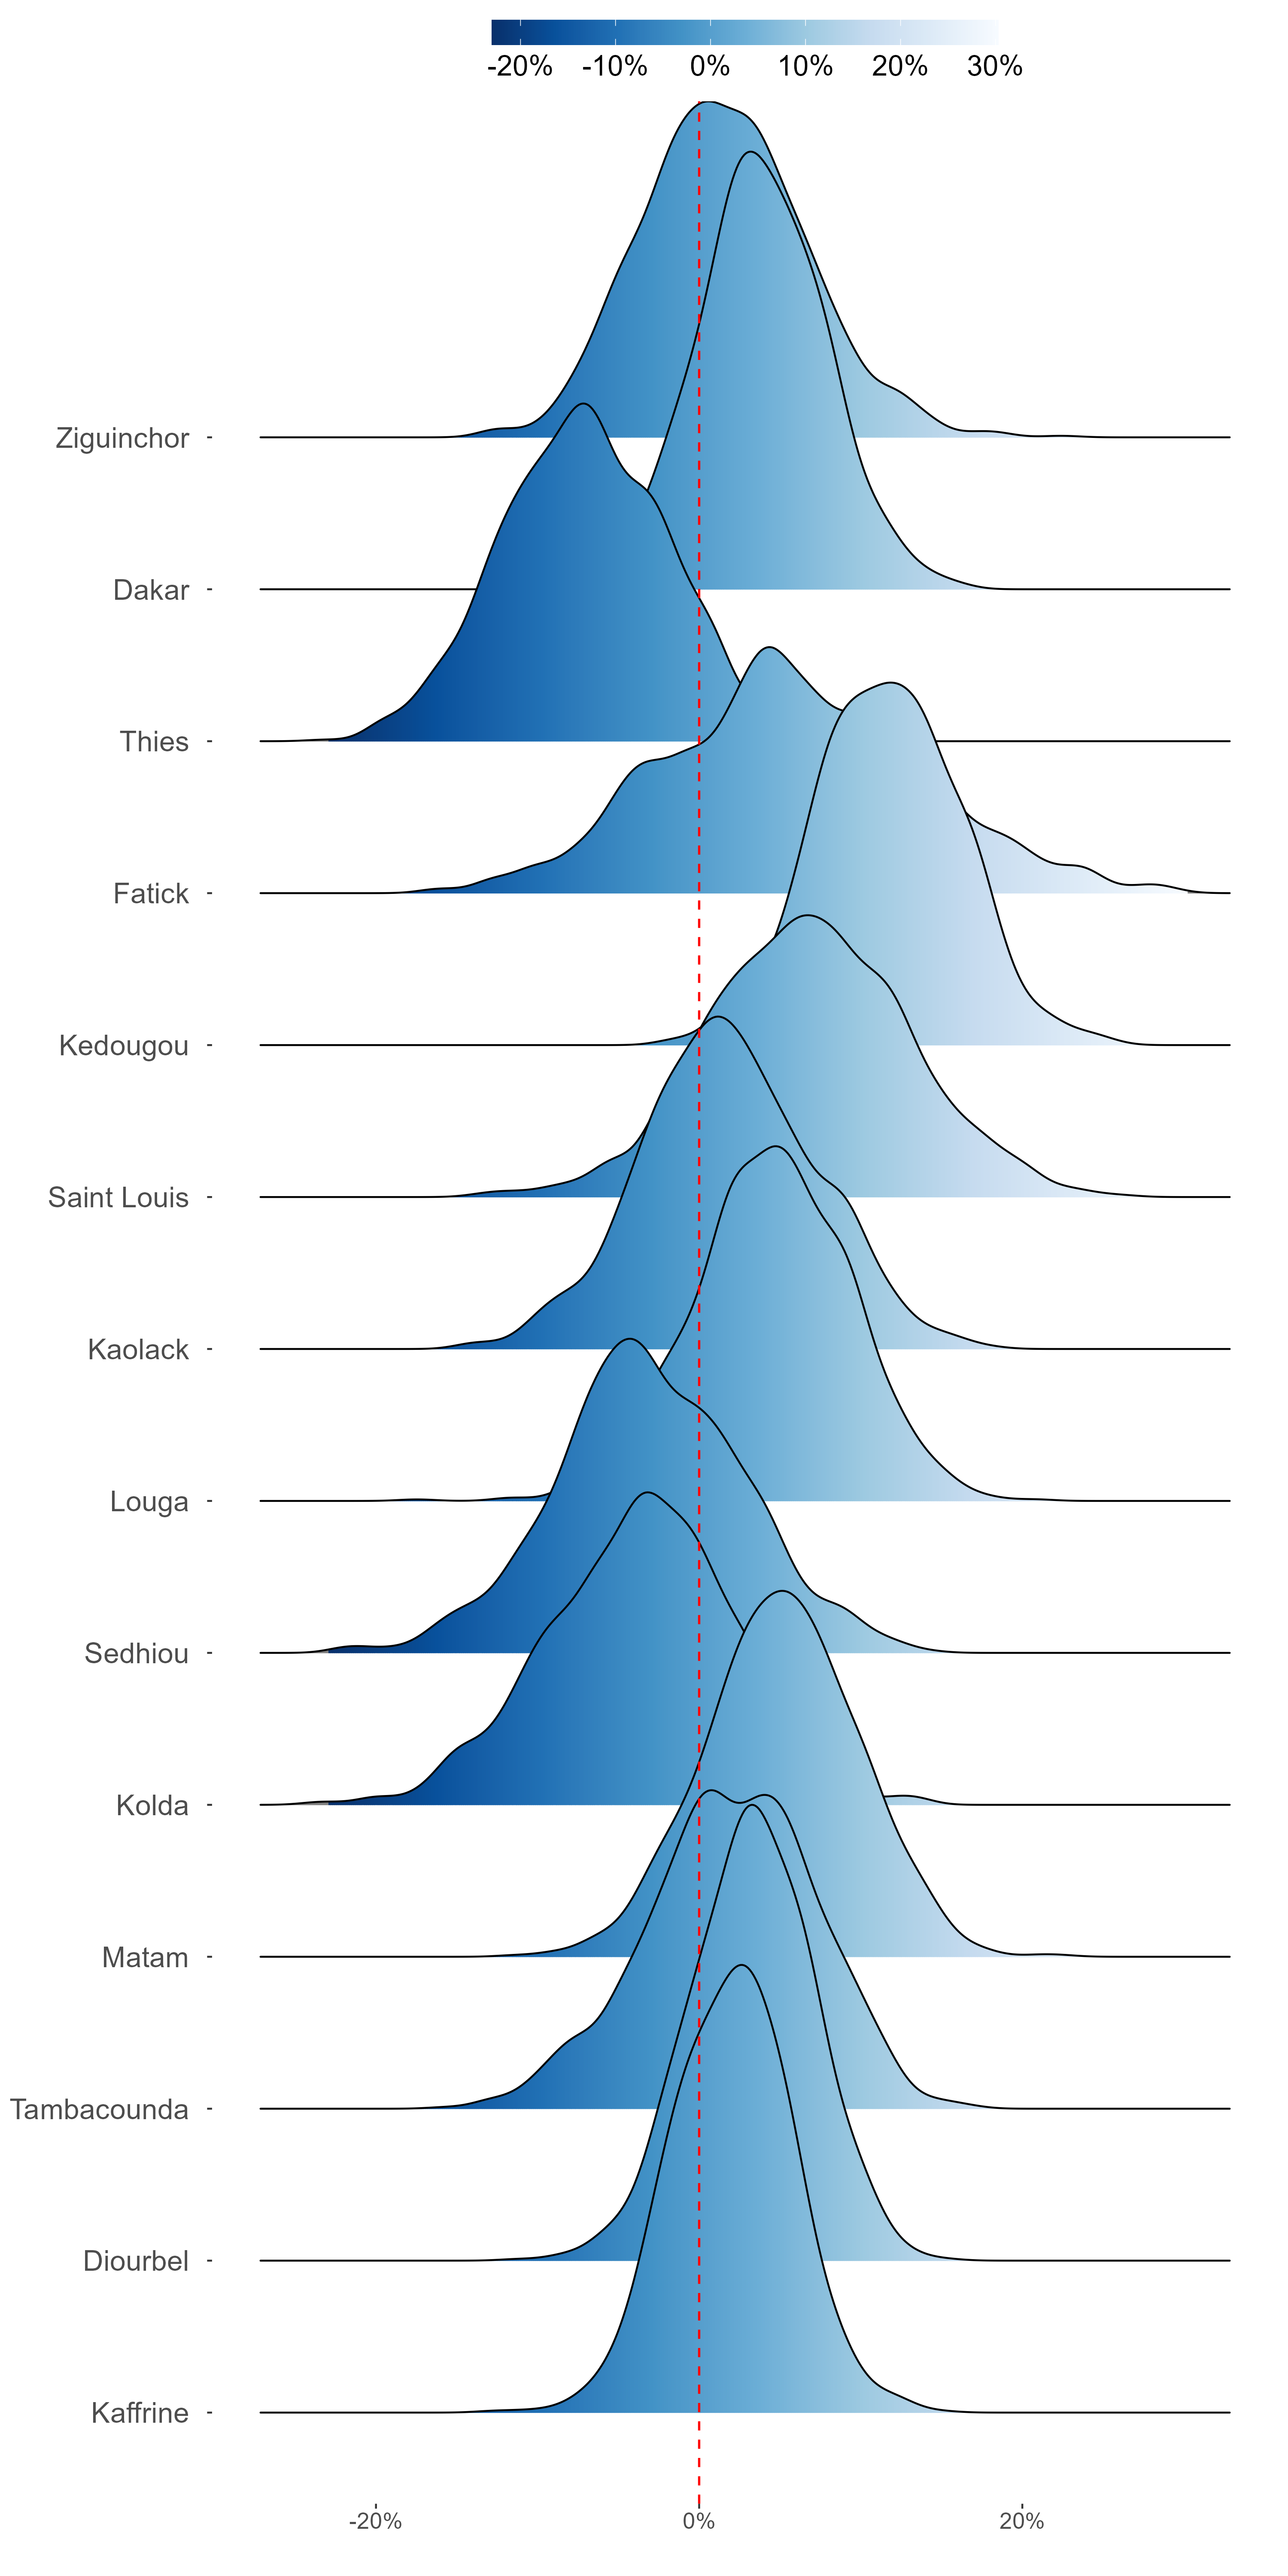 -20% -10% 0% 10% 20% 30%
Ziguinchor
Dakar
Thies
Fatick
Kedougou
Saint Louis
Kaolack
Louga
Sedhiou
Kolda
Matam
Tambacounda
Diourbel
Kaffrine
-20% 0% 20%